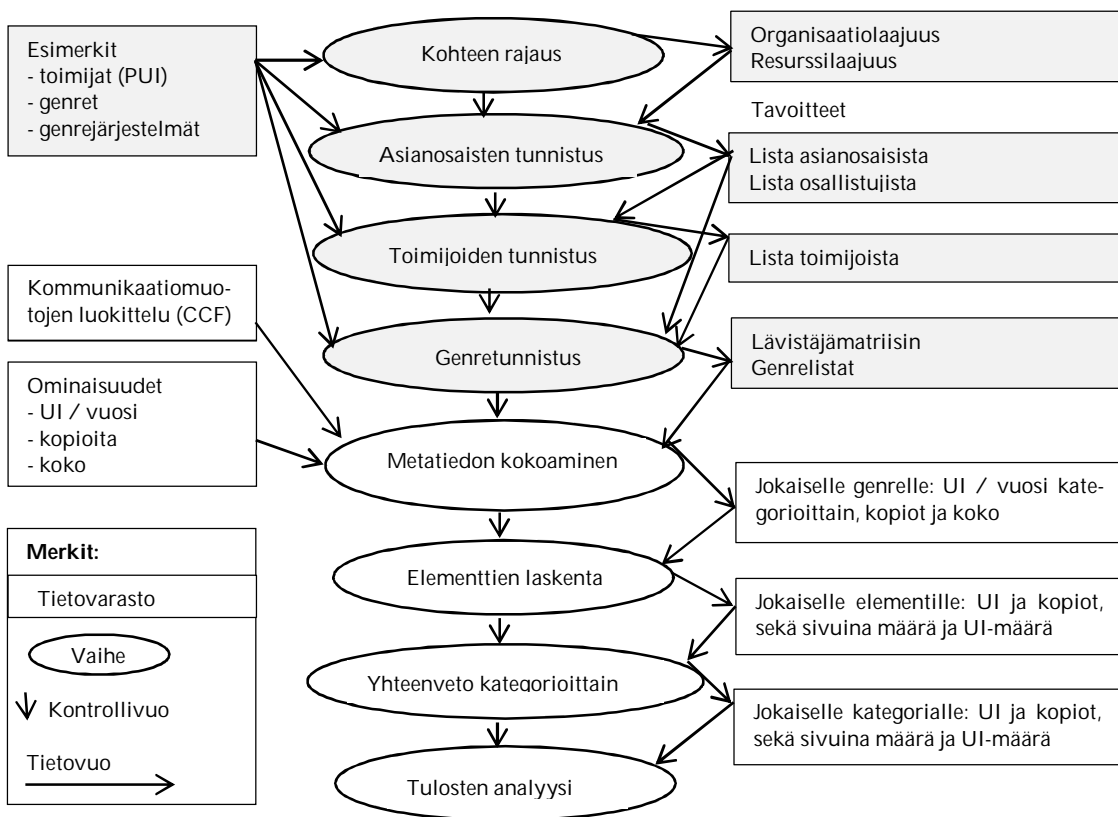 Esimerkit
- toimijat (PUI)
- genret
- genrejärjestelmät
Kohteen rajaus
Organisaatiolaajuus
Resurssilaajuus
Tavoitteet
Asianosaisten tunnistus
Lista asianosaisista
Lista osallistujista
Toimijoiden tunnistus
Lista toimijoista
Kommunikaatiomuo-
tojen luokittelu (CCF)
Genretunnistus
Lävistäjämatriisin
Genrelistat
Ominaisuudet
- UI / vuosi
- kopioita
- koko
Metatiedon kokoaminen
Jokaiselle genrelle: UI / vuosi kate-
gorioittain, kopiot ja koko
Elementtien laskenta
Jokaiselle elementille: UI ja kopiot,
sekä sivuina määrä ja UI-määrä
Yhteenveto kategorioittain
Jokaiselle kategorialle: UI ja kopiot,
sekä sivuina määrä ja UI-määrä
Tulosten analyysi
Merkit:
Tietovarasto
Vaihe
Kontrollivuo
Tietovuo